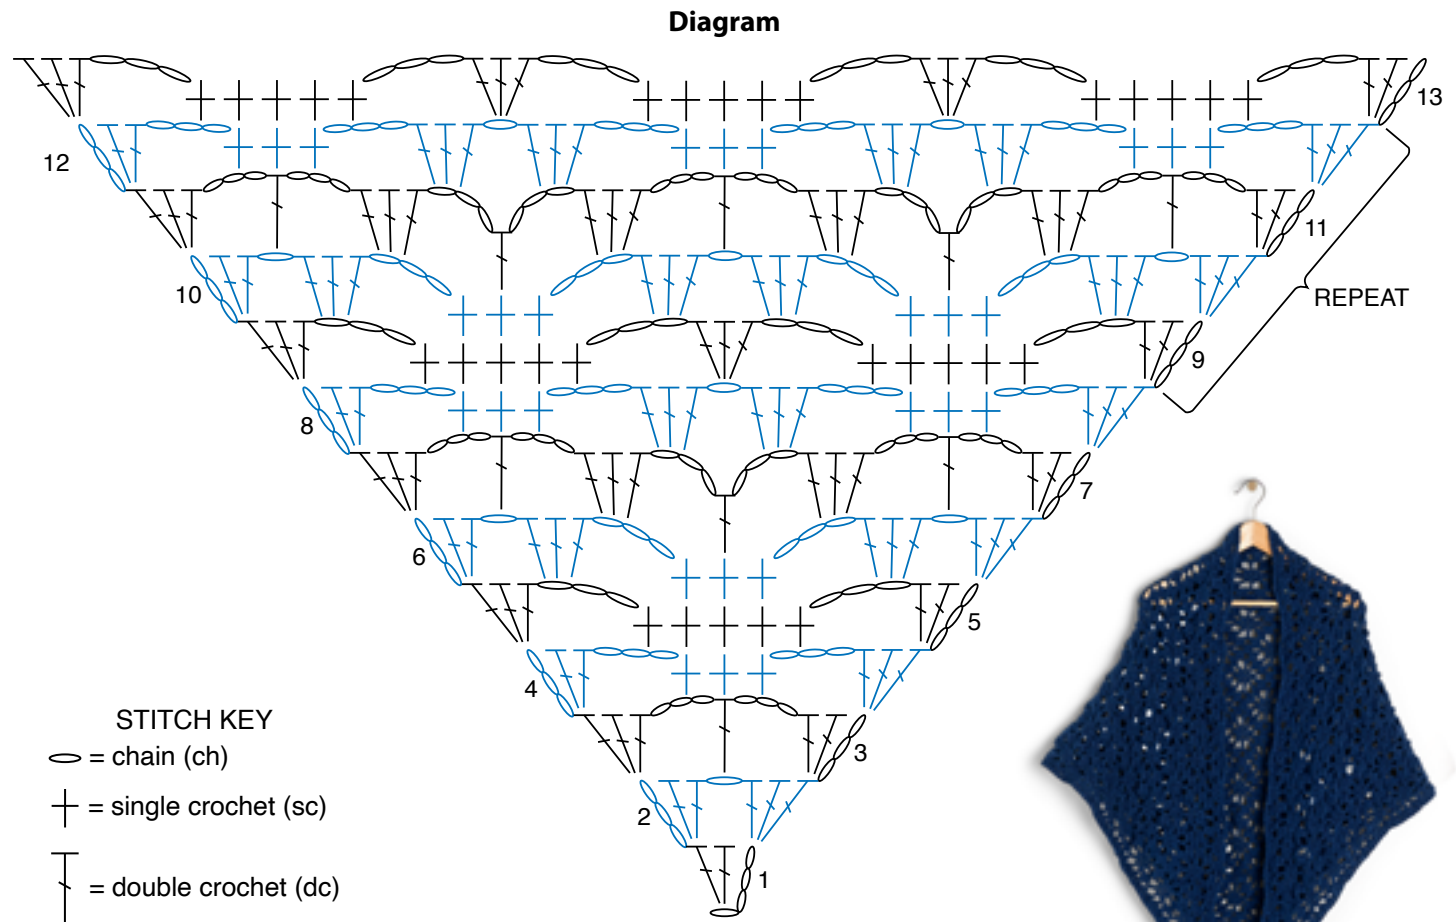 Diagram
13
12
11
10
REPEAT
9
8
7
6
5
4
STITCH KEY
3
= chain (ch)
= single crochet (sc)
2
1
= double crochet (dc)